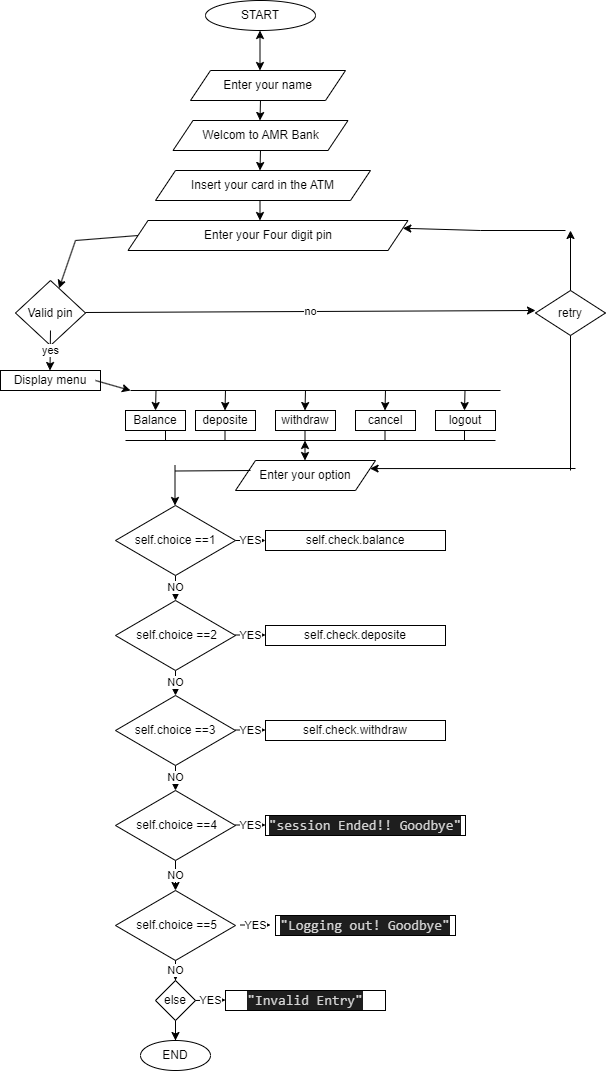 START
Enter your name
Welcom to AMR Bank
Insert your card in the ATM
Enter your Four digit pin
Valid pin
no
retry
yes
Display menu
Balance
deposite
withdraw
cancel
logout
Enter your option
self.choice ==1
YES
self.check.balance
NO
self.choice ==2
YES
self.check.deposite
NO
self.choice ==3
YES
self.check.withdraw
NO
self.choice ==4
YES
"session Ended!! Goodbye"
NO
self.choice ==5
YES
"Logging out! Goodbye"
NO
else
YES
"Invalid Entry"
END